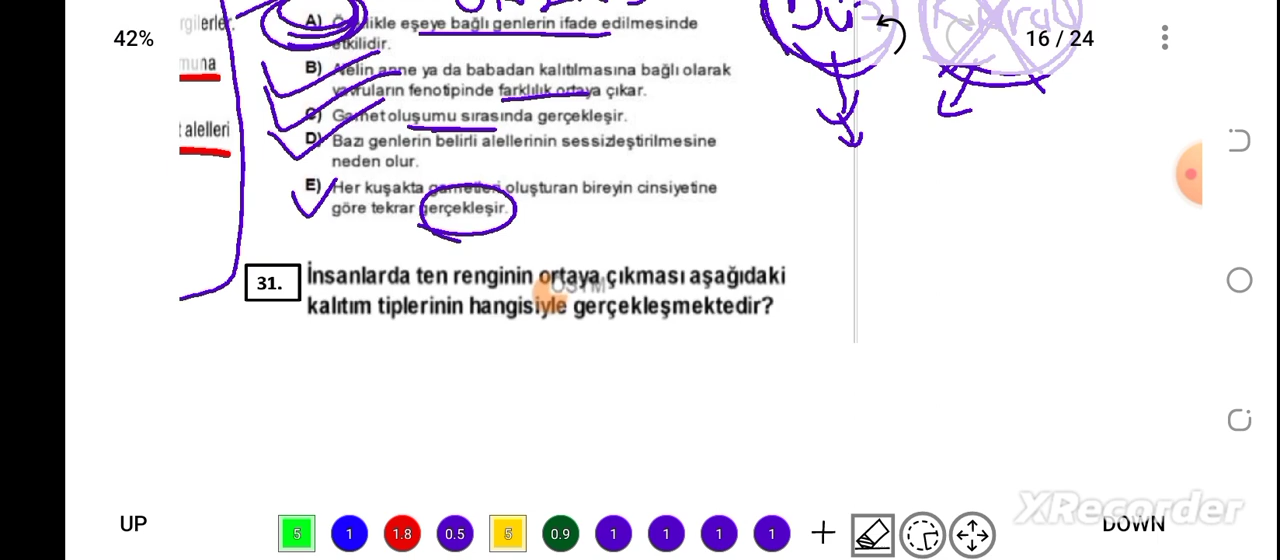 42%
16 / 24
rgilerle
A) Özellikle eşeye bağlı genlerin ifade edilmesinde
etkilidir.
muna
B) Alelin anne ya da babadan kalıtılmasına bağlı olarak
yavruların fenotipinde farklılık ortaya çıkar.
C) Gamet oluşumu sırasında gerçekleşir.
t alelleri
D) Bazı genlerin belirli alellerinin sessizleştirilmesine
neden olur.
E) Her kuşakta gametleri oluşturan bireyin cinsiyetine
göre tekrar gerçekleşir.
31. İnsanlarda ten renginin ortaya çıkması aşağıdaki
kalıtım tiplerinin hangisiyle gerçekleşmektedir?
ÖSYM
XRecorder
UP
5 1 1.8 0.5 5 0.9 1 1 1 1
DOWN